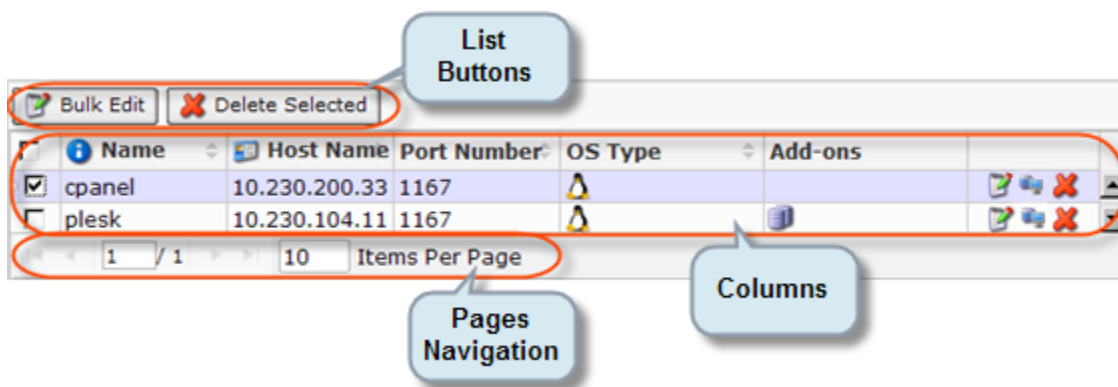 List
Buttons
Bulk Edit Delete Selected
Name Host Name Port Number OS Type Add-ons
cpanel 10.230.200.33 1167
plesk 10.230.104.11 1167
1 / 1 10 Items Per Page
Columns
Pages
Navigation